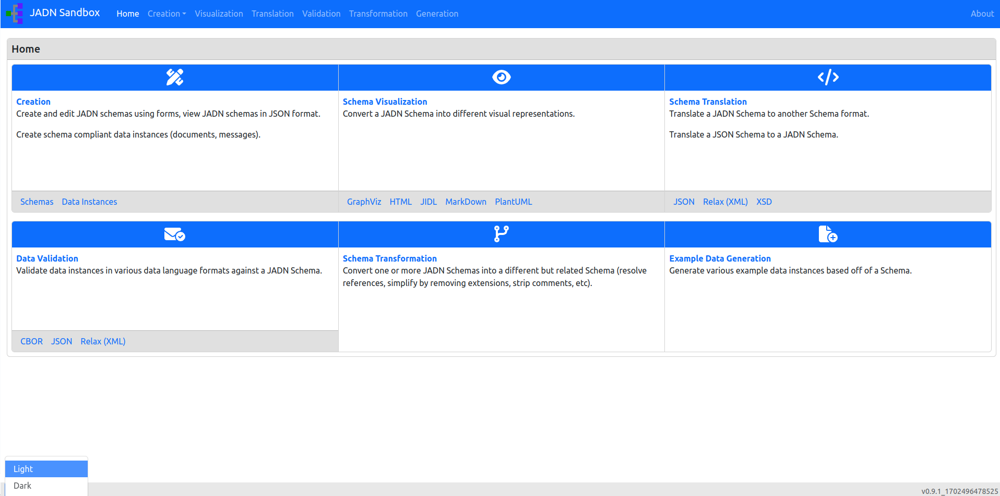 JADN Sandbox Home Creation Visualization Translation Validation Transformation Generation About
Home
Creation
Create and edit JADN schemas using forms, view JADN schemas in JSON format.
Create schema compliant data instances (documents, messages).
Schemas Data Instances
Schema Visualization
Convert a JADN Schema into different visual representations.
GraphViz HTML JIDL MarkDown PlantUML
Schema Translation
Translate a JADN Schema to another Schema format.
Translate a JSON Schema to a JADN Schema.
JSON Relax (XML) XSD
Data Validation
Validate data instances in various data language formats against a JADN Schema.
CBOR JSON Relax (XML)
Schema Transformation
Convert one or more JADN Schemas into a different but related Schema (resolve
references, simplify by removing extensions, strip comments, etc).
Example Data Generation
Generate various example data instances based off of a Schema.
Light
Dark
v0.9.1_1702496478525